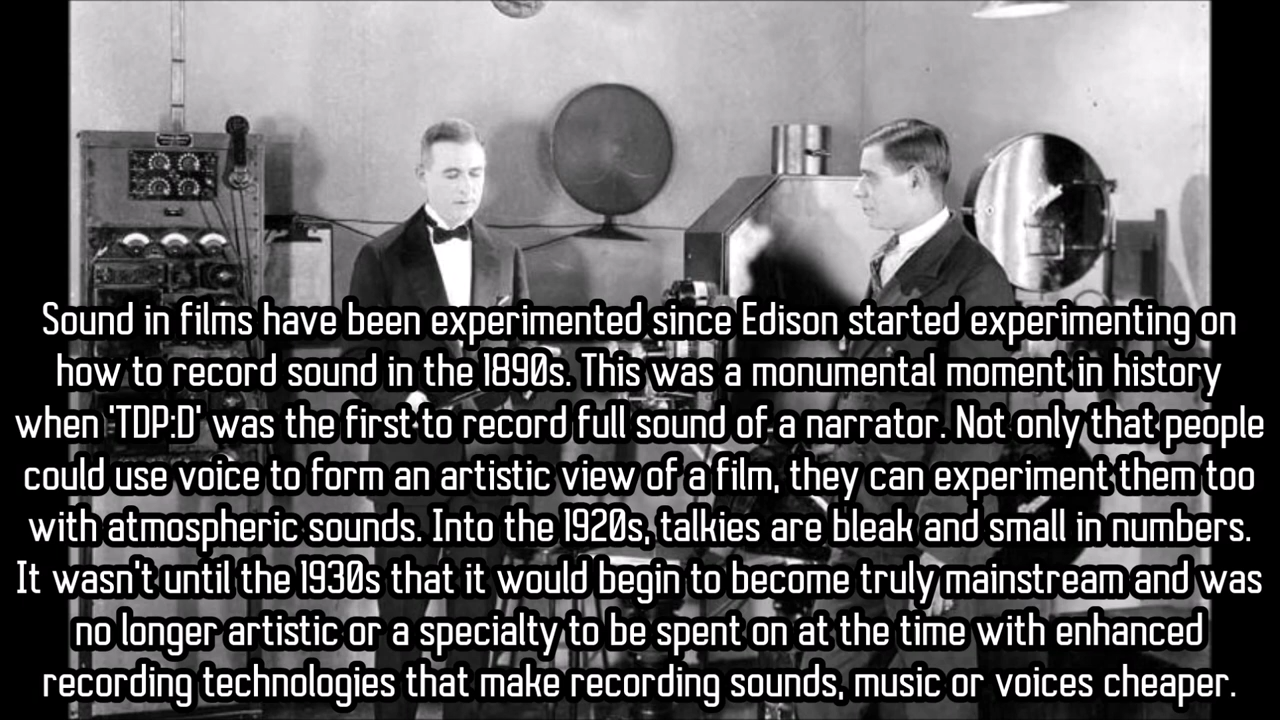 Sound in films have been experimented since Edison started experimenting on
how to record sound in the 1890s. This was a monumental moment in history
when 'TDP:D' was the first to record full sound of a narrator. Not only that people
could use voice to form an artistic view of a film, they can experiment them too
with atmospheric sounds. Into the 1920s, talkies are bleak and small in numbers.
It wasn't until the 1930s that it would begin to become truly mainstream and was
no longer artistic or a specialty to be spent on at the time with enhanced
recording technologies that make recording sounds, music or voices cheaper.